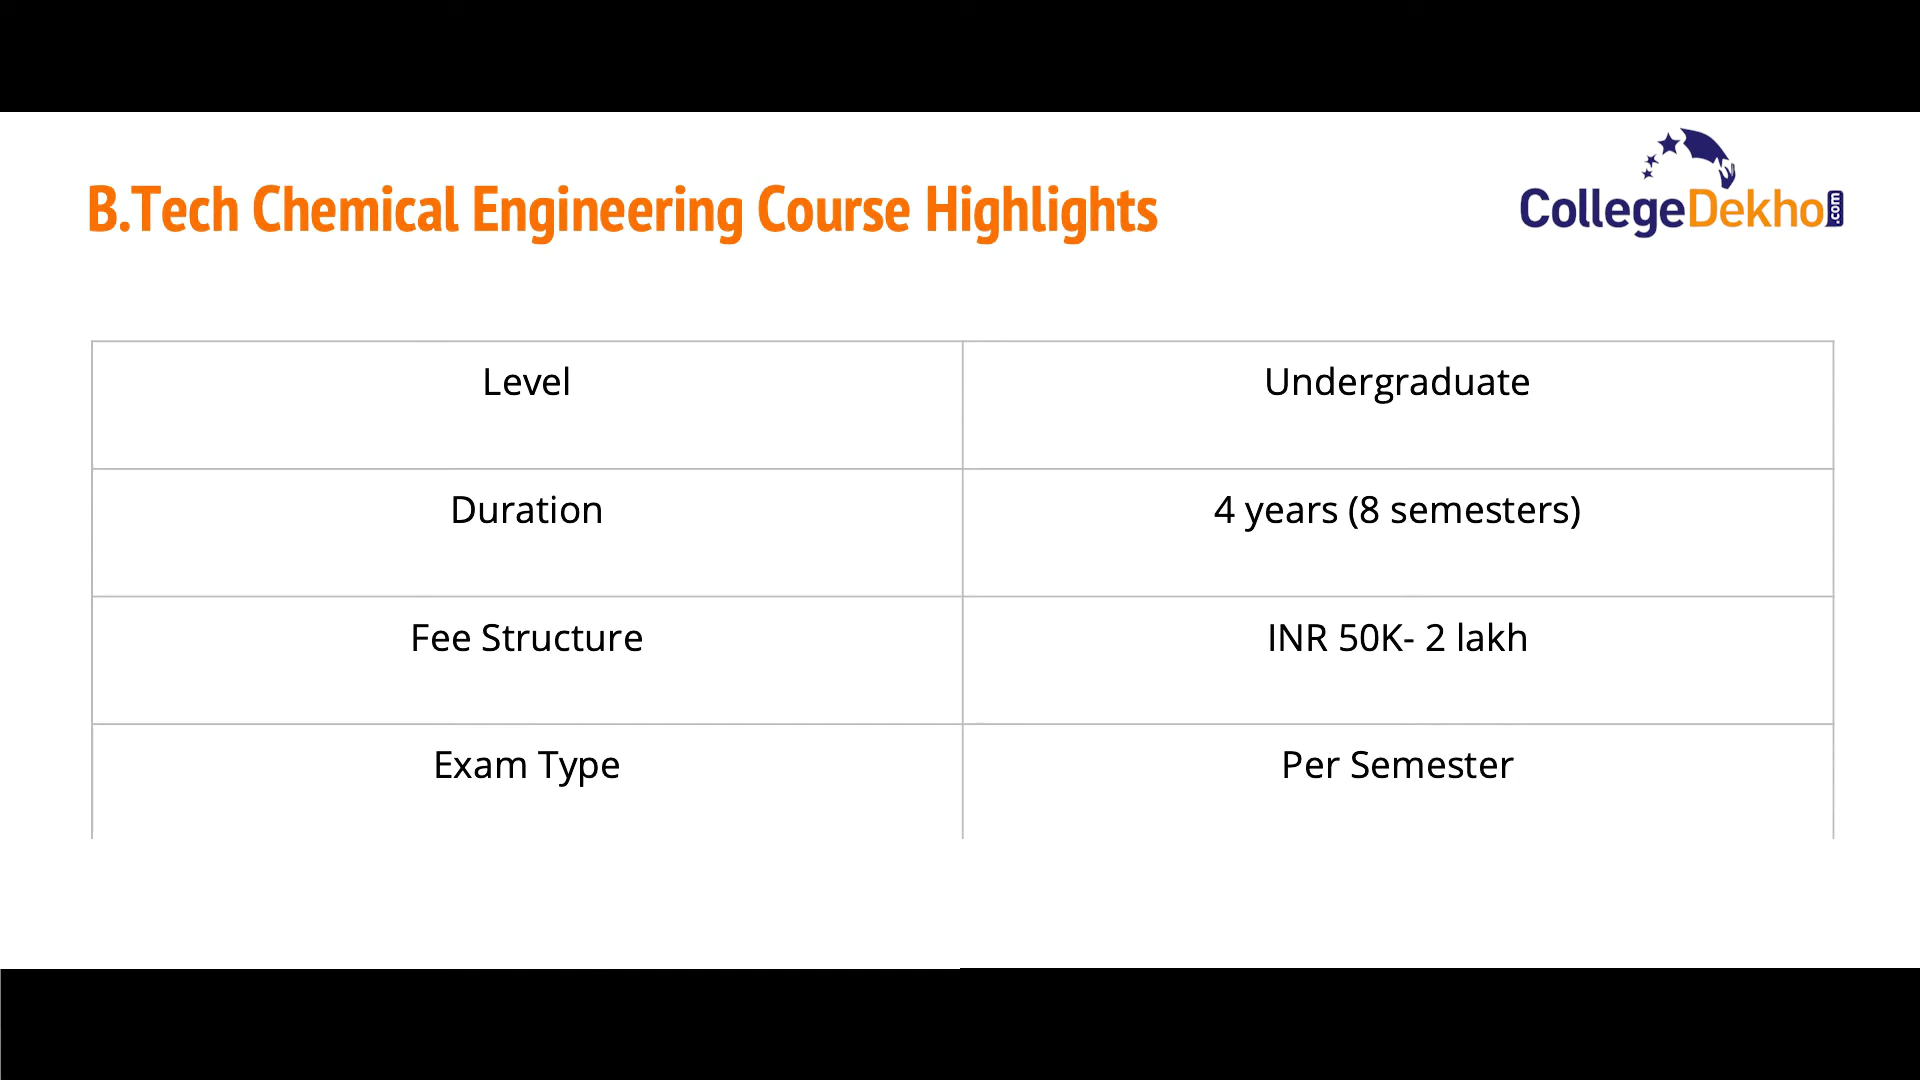 B.Tech Chemical Engineering Course Highlights
CollegeDekho.com
Level
Undergraduate
Duration
4 years (8 semesters)
Fee Structure
INR 50K- 2 lakh
Exam Type
Per Semester